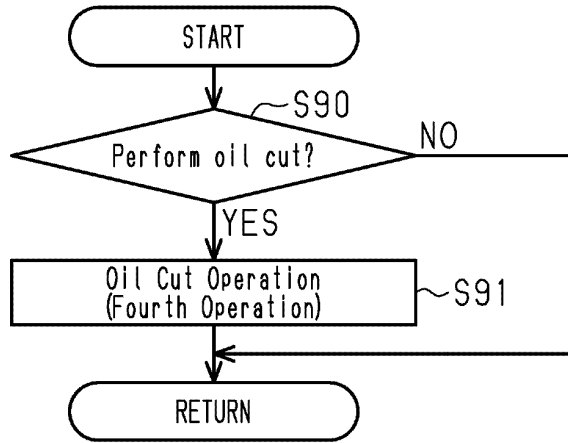 START
S90
Perform oil cut?
NO
YES
Oil Cut Operation
(Fourth Operation)
S91
RETURN